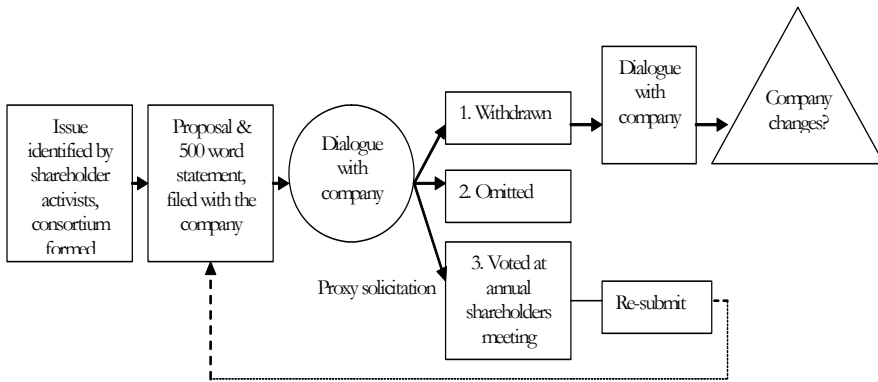 Issue
identified by
shareholder
activists,
consortium
formed
Proposal &
500 word
statement,
filed with the
company
Dialogue
with
company
1. Withdrawn
2. Omitted
Proxy solicitation
3. Voted at
annual
shareholders
meeting
Re-submit
Dialogue
with
company
Company
changes?